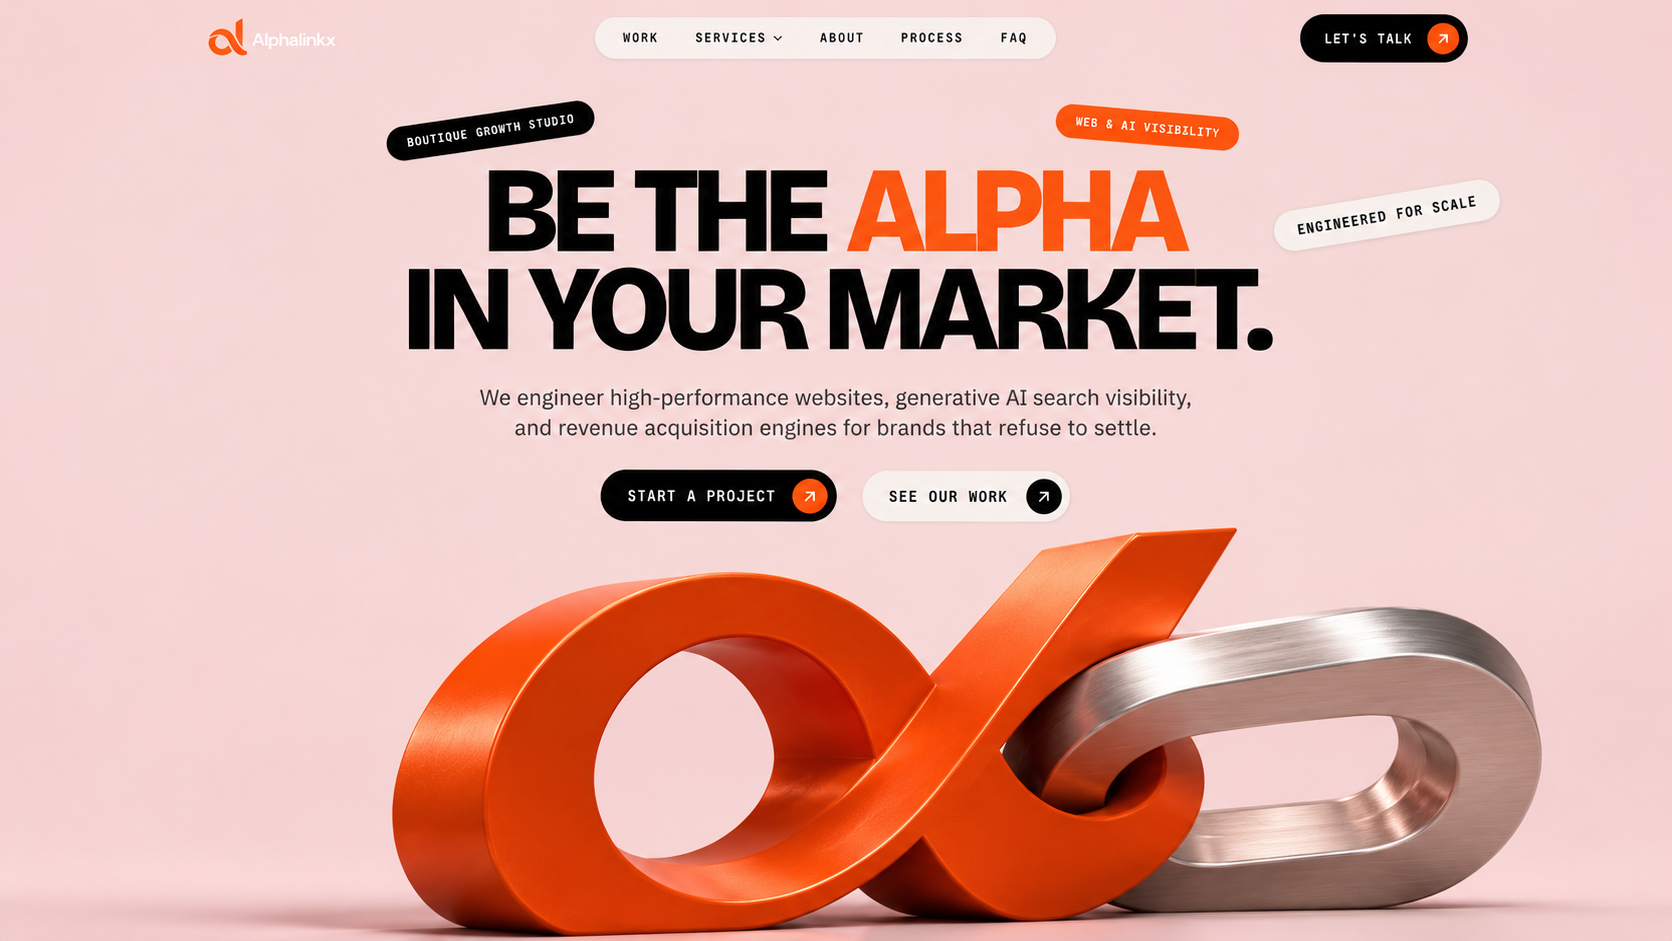 Alphalinkx
WORK SERVICES ABOUT PROCESS FAQ
LET'S TALK
BOUTIQUE GROWTH STUDIO
WEB & AI VISIBILITY
ENGINEERED FOR SCALE
BE THE ALPHA
IN YOUR MARKET.
We engineer high-performance websites, generative AI search visibility,
and revenue acquisition engines for brands that refuse to settle.
START A PROJECT
SEE OUR WORK